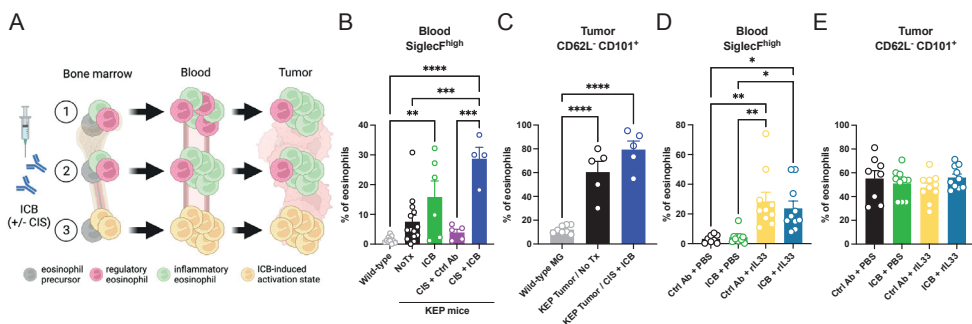 A
Bone marrow
Blood
Tumor
1
2
3
ICB
(+/- CIS)
eosinophil
precursor
regulatory
eosinophil
inflammatory
eosinophil
ICB-induced
activation state
B
Blood
SiglecFhigh
****
***
**
***
% of eosinophils
40
30
20
10
0
Wild-type
NoTx
ICB
CIS + Ctrl Ab
CIS + ICB
KEP mice
C
Tumor
CD62L- CD101+
****
****
% of eosinophils
100
80
60
40
20
0
Wild-type MG
KEP Tumor / No Tx
KEP Tumor / CIS + ICB
D
Blood
SiglecFhigh
*
*
**
**
% of eosinophils
80
60
40
20
0
Ctrl Ab + PBS
ICB + PBS
Ctrl Ab + rIL33
ICB + rIL33
E
Tumor
CD62L- CD101+
% of eosinophils
100
80
60
40
20
0
Ctrl Ab + PBS
ICB + PBS
Ctrl Ab + rIL33
ICB + rIL33